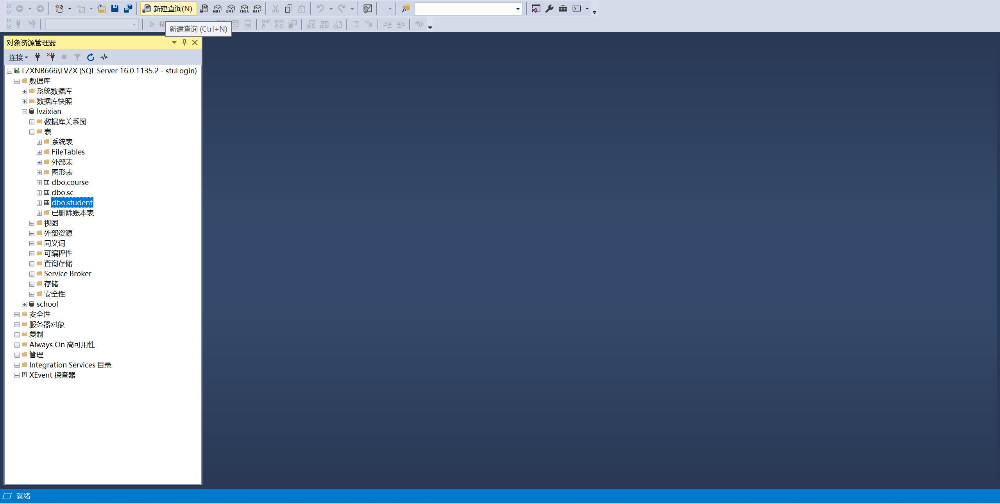 新建查询(N)
MDX DMX XMLA DAX
执
新建查询 (Ctrl+N)
对象资源管理器
连接
LZXNB666\LVZX (SQL Server 16.0.1135.2 - stuLogin)
数据库
系统数据库
数据库快照
lvzixian
数据库关系图
表
系统表
FileTables
外部表
图形表
dbo.course
dbo.sc
dbo.student
已删除账本表
视图
外部资源
同义词
可编程性
查询存储
Service Broker
存储
安全性
school
安全性
服务器对象
复制
Always On 高可用性
管理
Integration Services 目录
XEvent 探查器
就绪